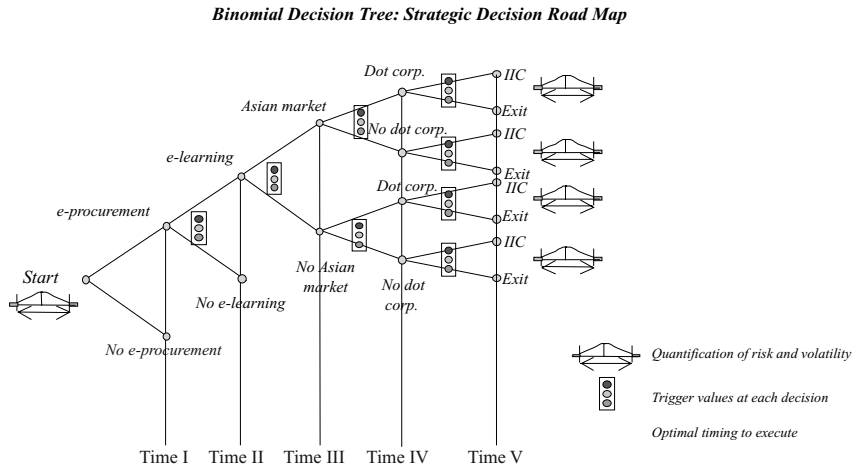 Binomial Decision Tree: Strategic Decision Road Map
Dot corp.
IIC
Asian market
Exit
No dot corp.
IIC
e-learning
Exit
Dot corp.
IIC
e-procurement
Exit
IIC
Start
No Asian
market
No dot
corp.
Exit
No e-learning
No e-procurement
Quantification of risk and volatility
Trigger values at each decision
Optimal timing to execute
Time I
Time II
Time III
Time IV
Time V